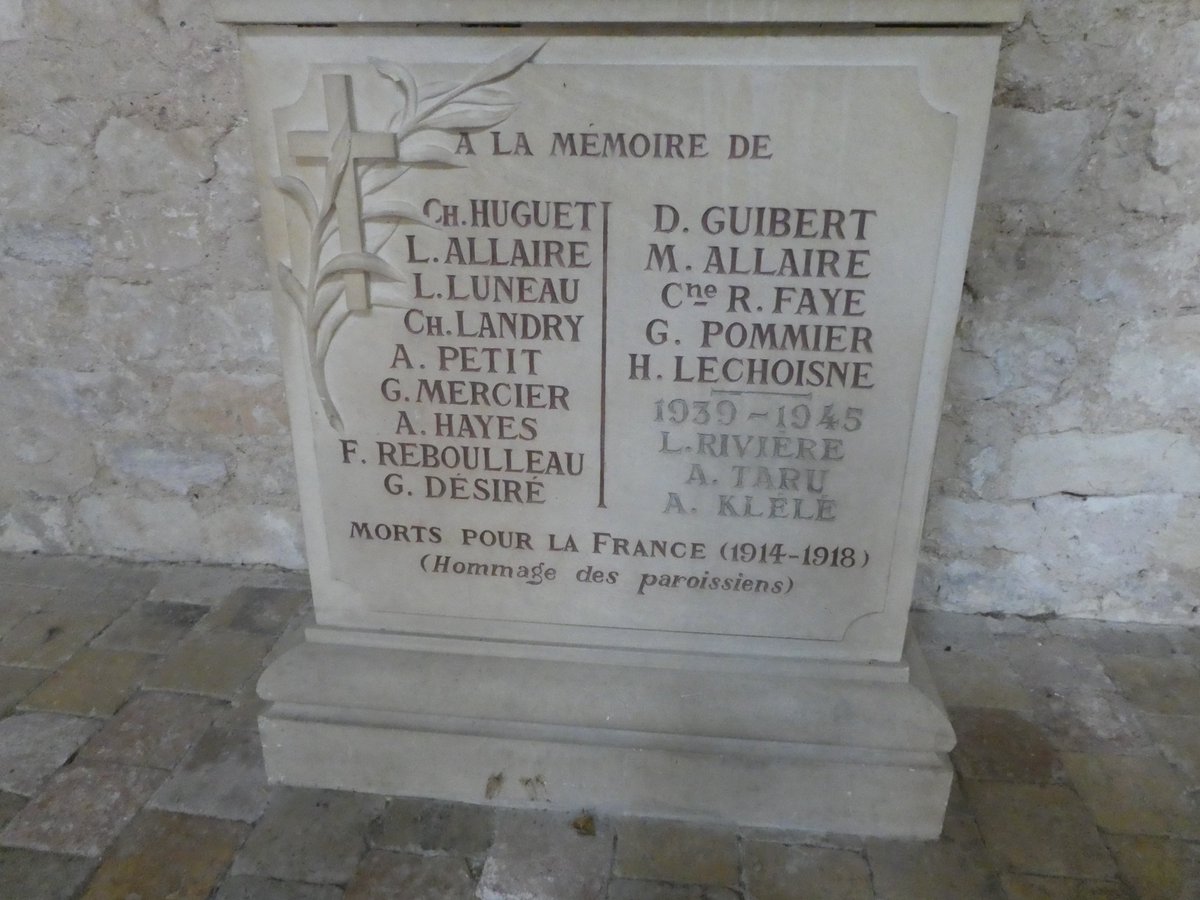 A LA MÉMOIRE DE
CH. HUGUET
L. ALLAIRE
L. LUNEAU
CH. LANDRY
A. PETIT
G. MERCIER
A. HAYES
F. REBOULLEAU
G. DÉSIRÉ
D. GUIBERT
M. ALLAIRE
Cne R. FAYE
G. POMMIER
H. LECHOISNE
1939-1945
L. RIVIÈRE
A. TARU
A. KLÉLÉ
MORTS POUR LA FRANCE (1914-1918)
(Hommage des paroissiens)